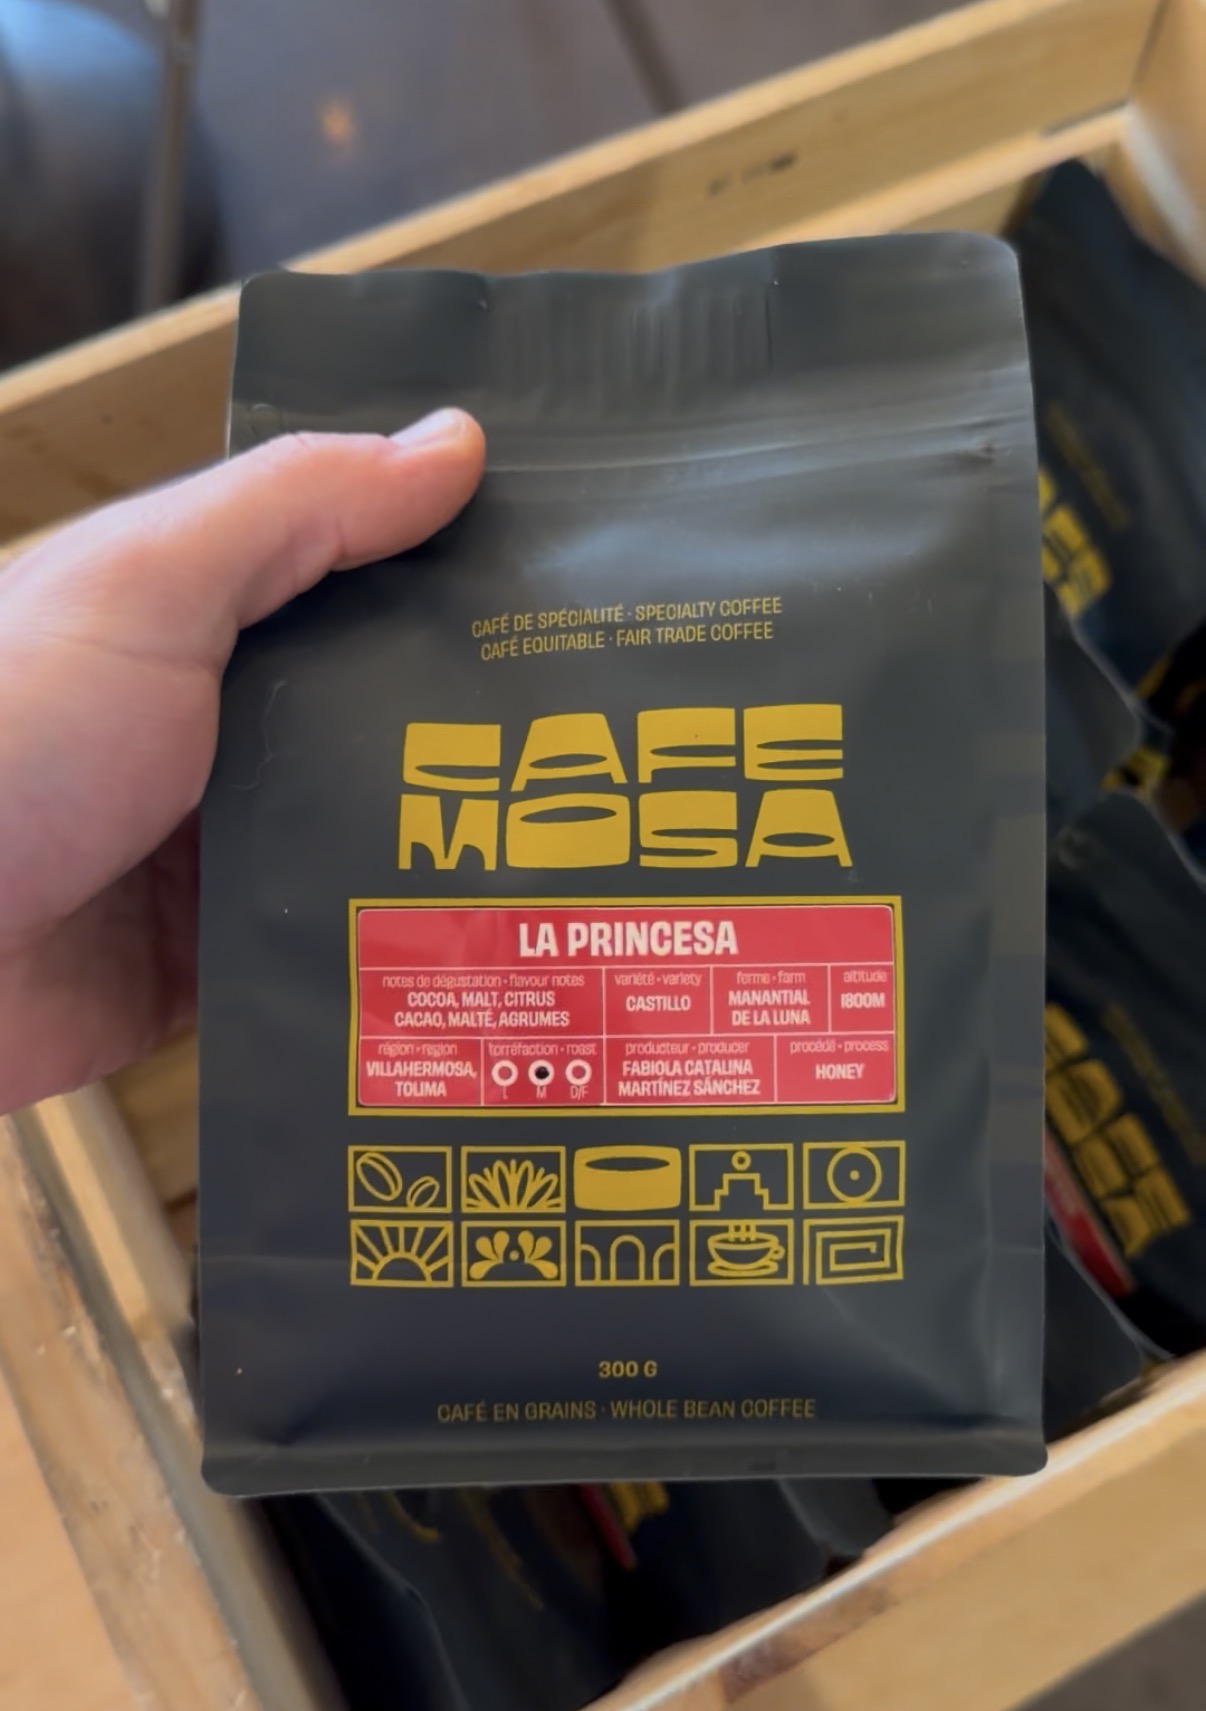 CAFÉ DE SPÉCIALITÉ · SPECIALTY COFFEE
CAFÉ EQUITABLE · FAIR TRADE COFFEE
CAFE
MOSA
LA PRINCESA
notes de dégustation · flavour notes
COCOA, MALT, CITRUS
CACAO, MALTE, AGRUMES
variété · variety
CASTILLO
ferme · farm
MANANTIAL
DE LA LUNA
altitude
1800M
région · region
VILLAHERMOSA,
TOLIMA
torréfaction · roast
L M D/F
producteur · producer
FABIOLA CATALINA
MARTÍNEZ SÁNCHEZ
procédé · process
HONEY
300 G
CAFÉ EN GRAINS · WHOLE BEAN COFFEE